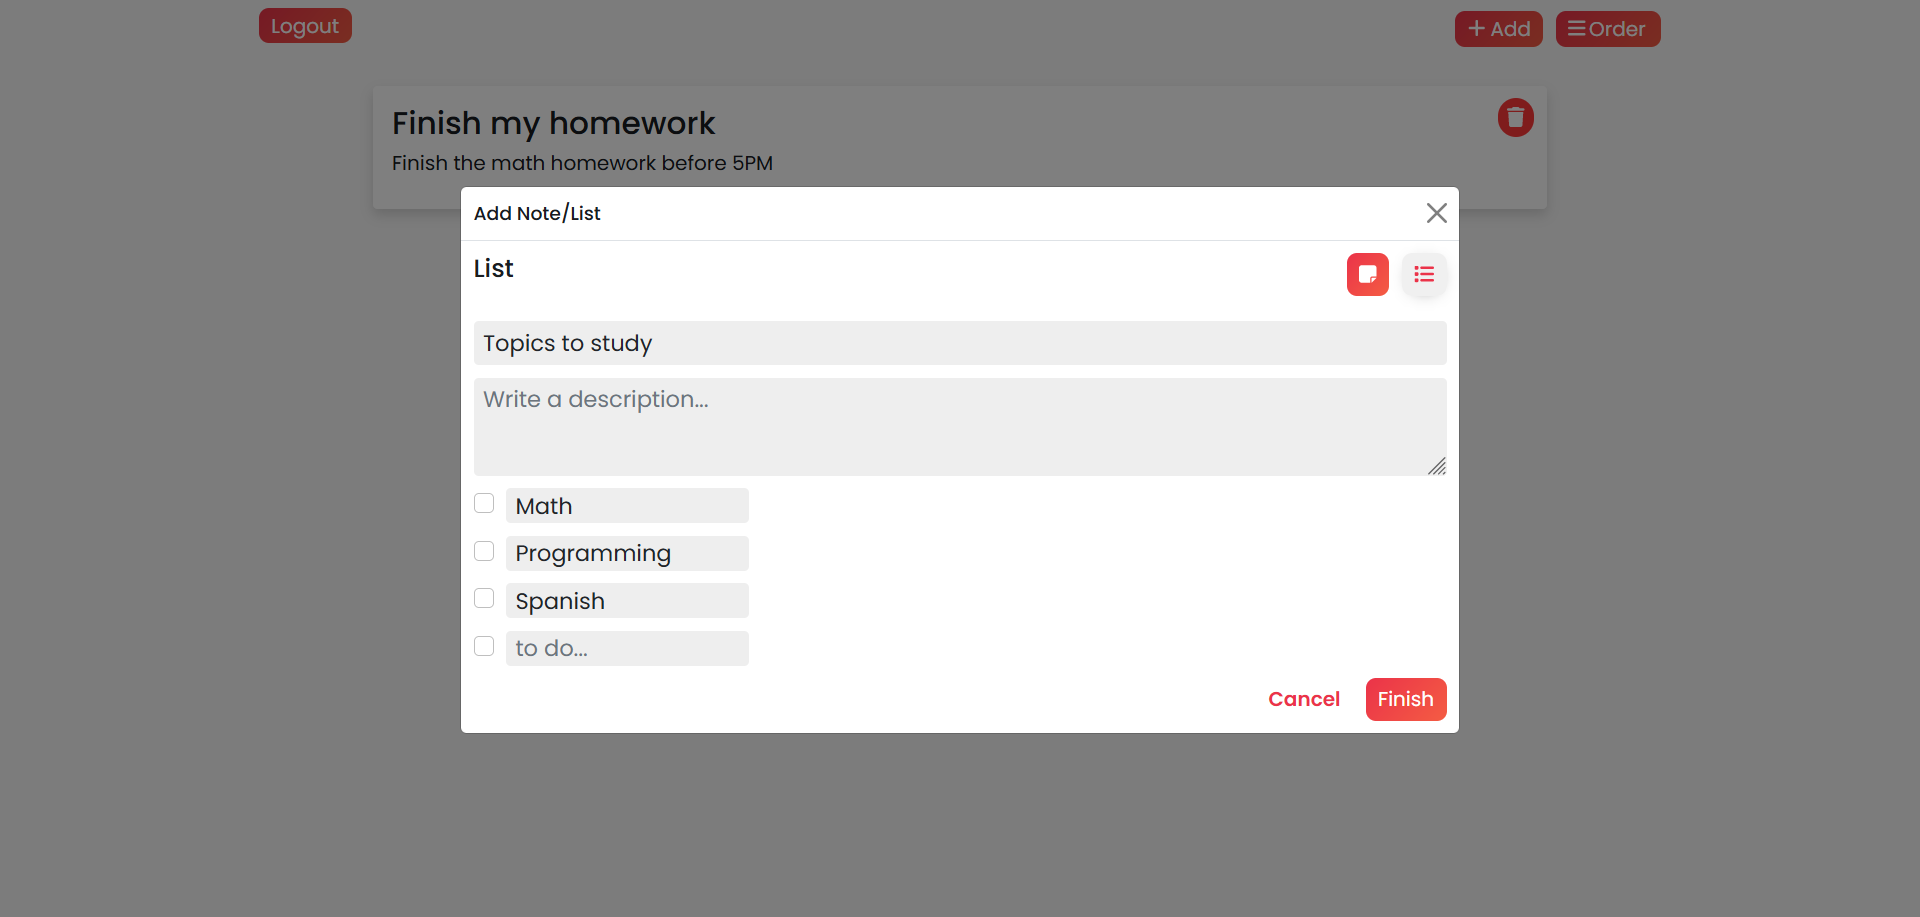 Logout
Add
Order
Finish my homework
Finish the math homework before 5PM
Add Note/List
List
Topics to study
Write a description...
Math
Programming
Spanish
to do...
Cancel
Finish